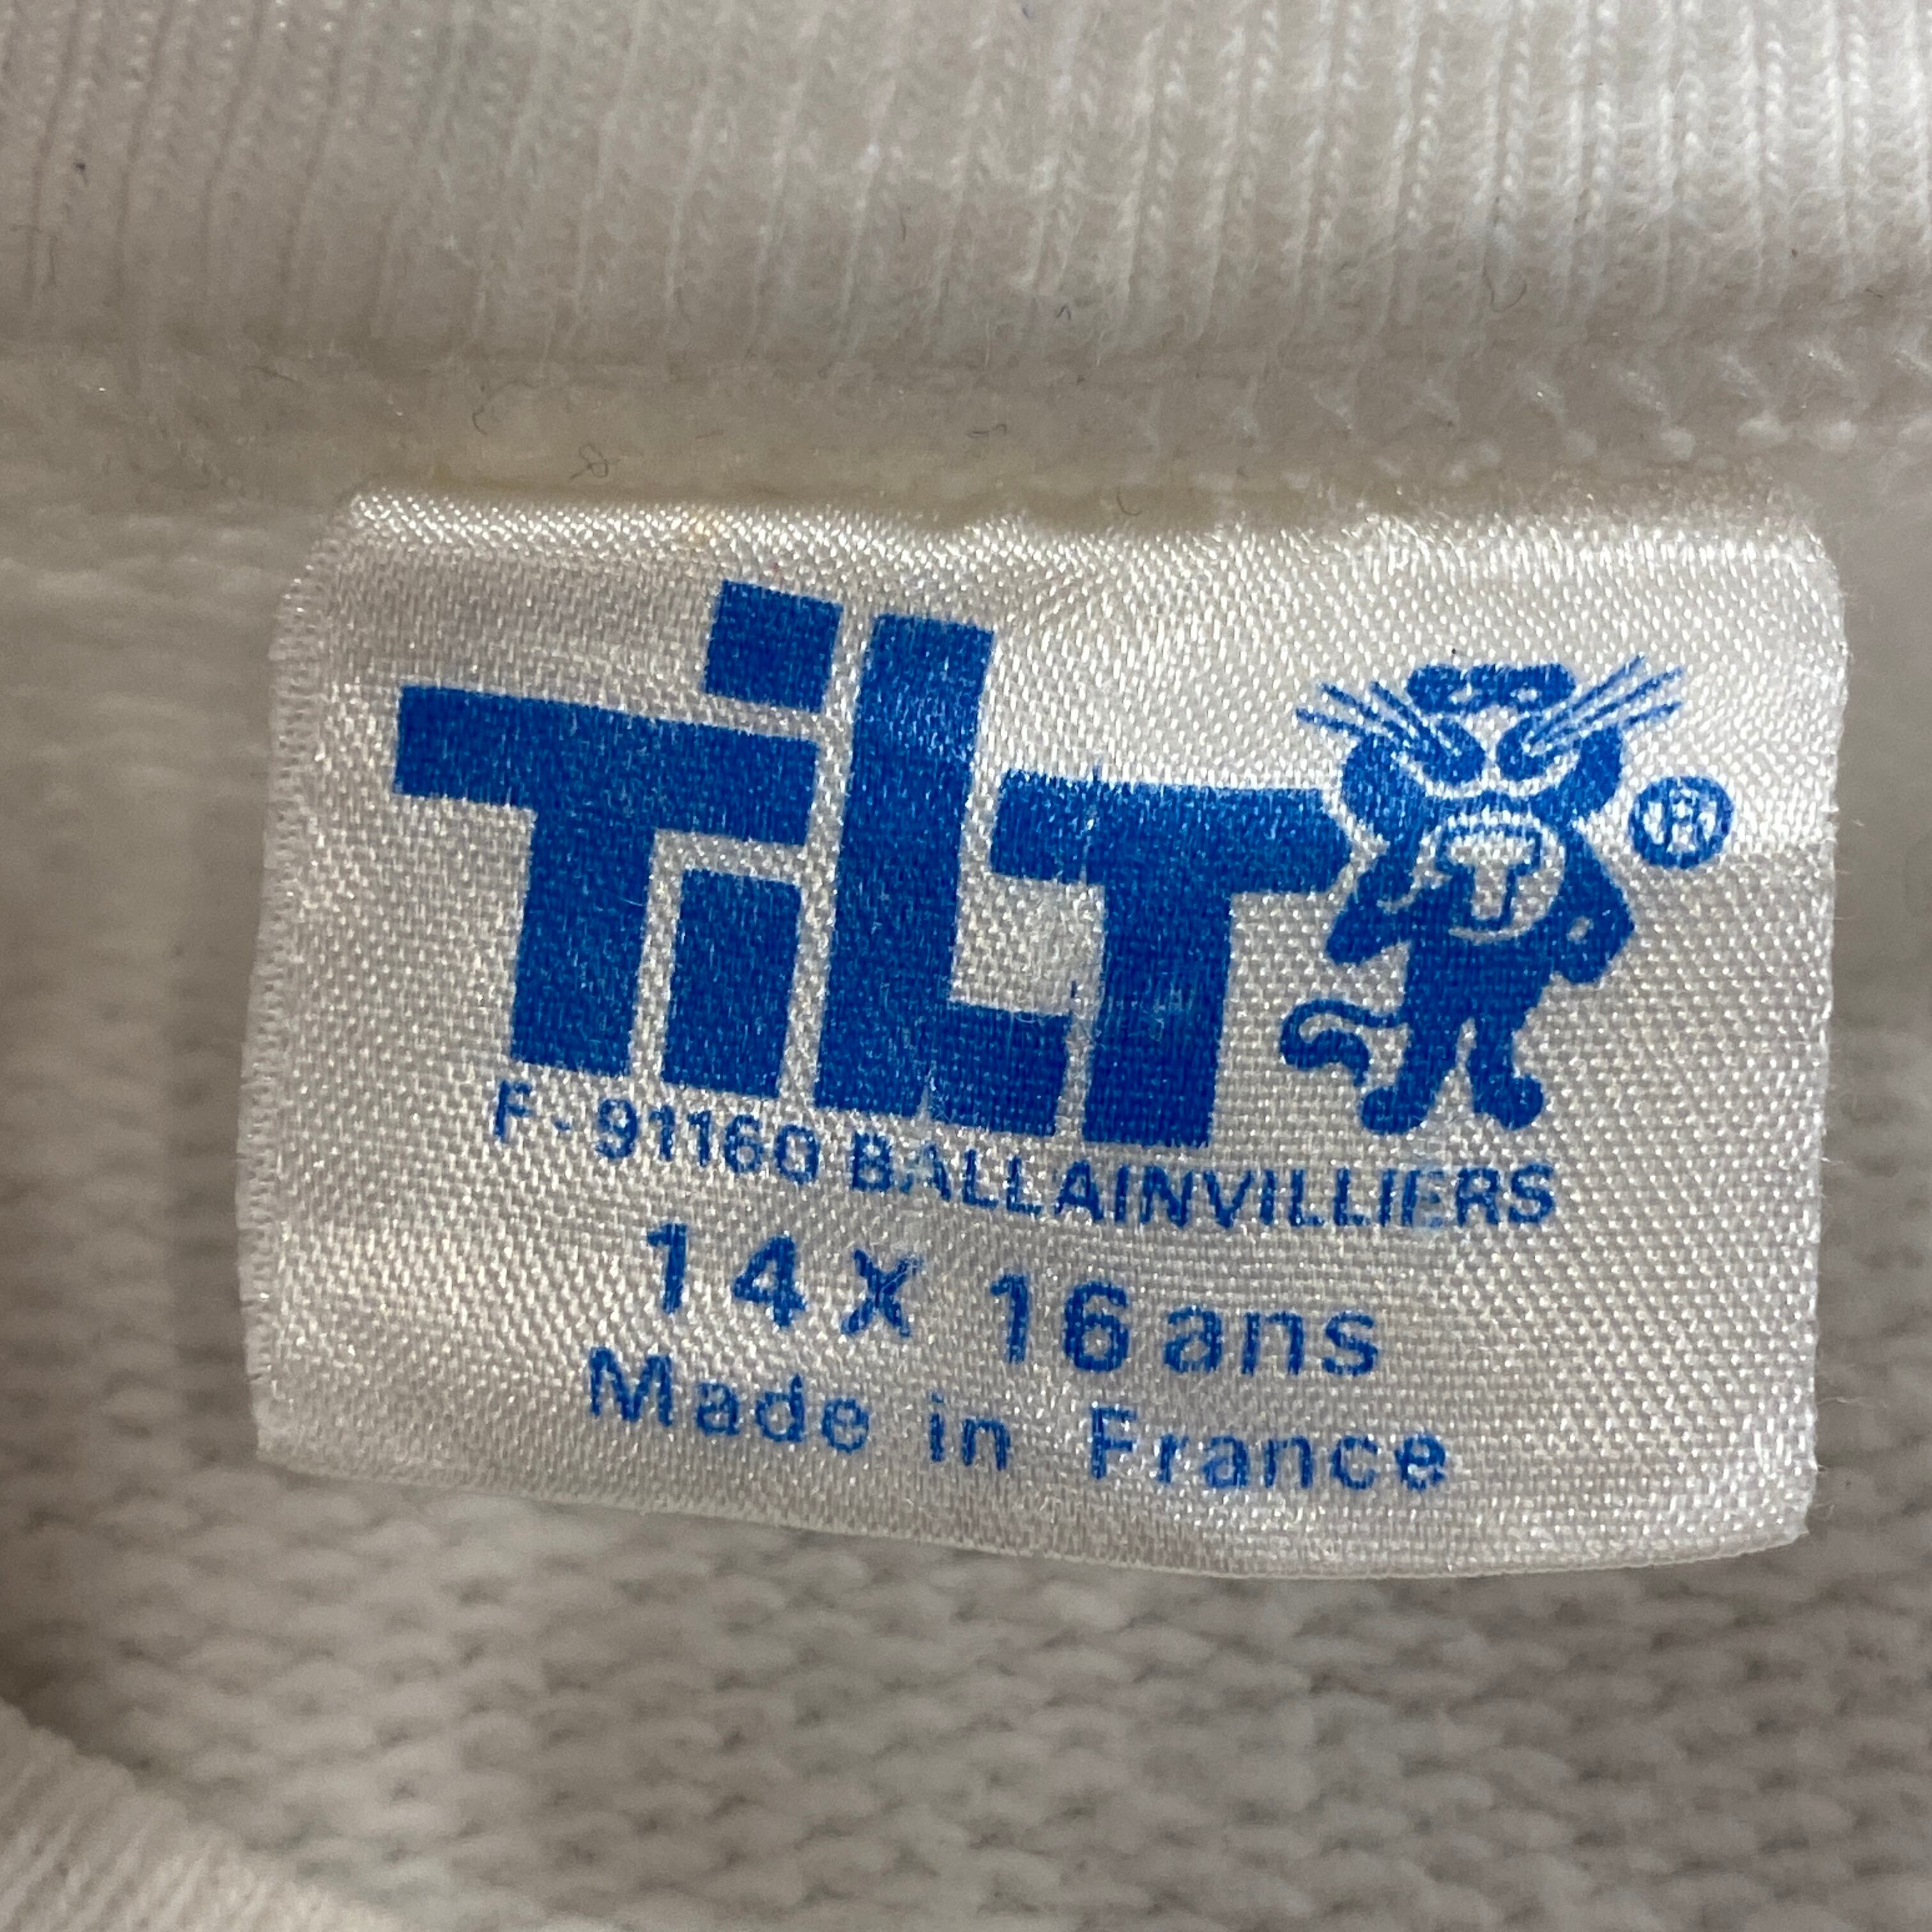 TiLT ®
F-91160 BALLAINVILLIERS
14 X 16 ans
Made in France